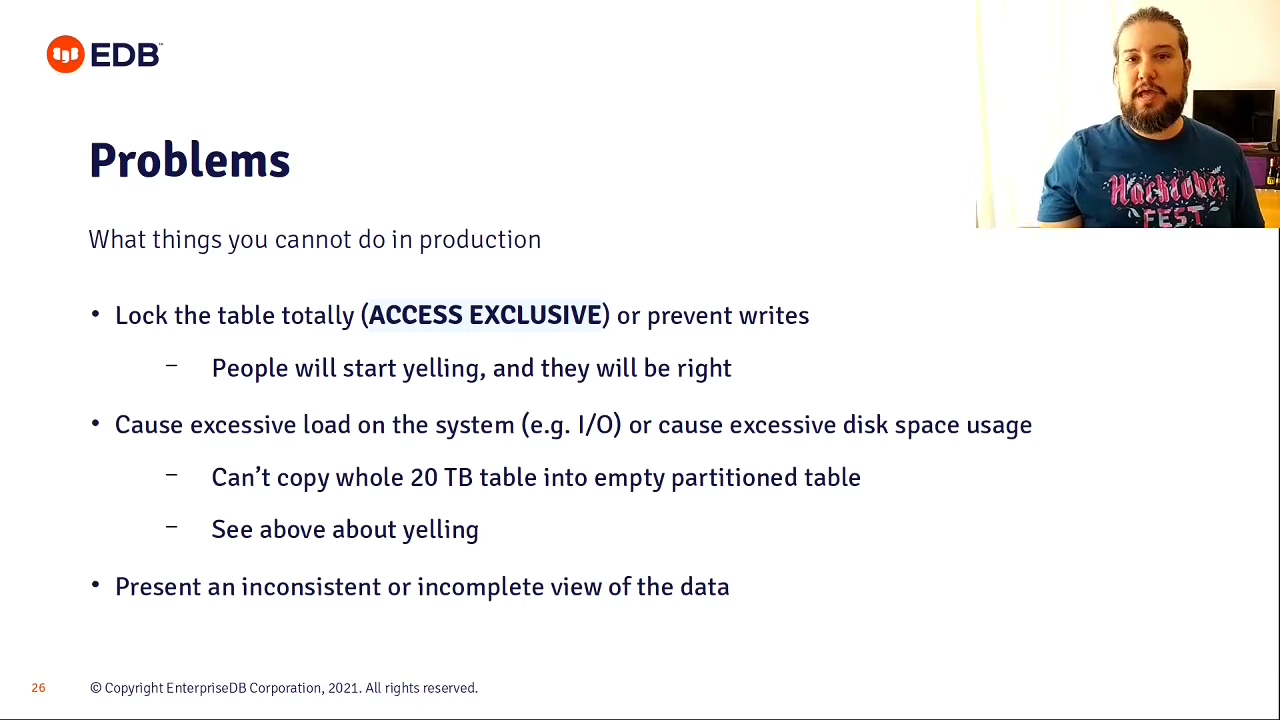 EDB™
Hacktober
FEST
Problems
What things you cannot do in production
• Lock the table totally (ACCESS EXCLUSIVE) or prevent writes
– People will start yelling, and they will be right
• Cause excessive load on the system (e.g. I/O) or cause excessive disk space usage
– Can’t copy whole 20 TB table into empty partitioned table
– See above about yelling
• Present an inconsistent or incomplete view of the data
26
© Copyright EnterpriseDB Corporation, 2021. All rights reserved.